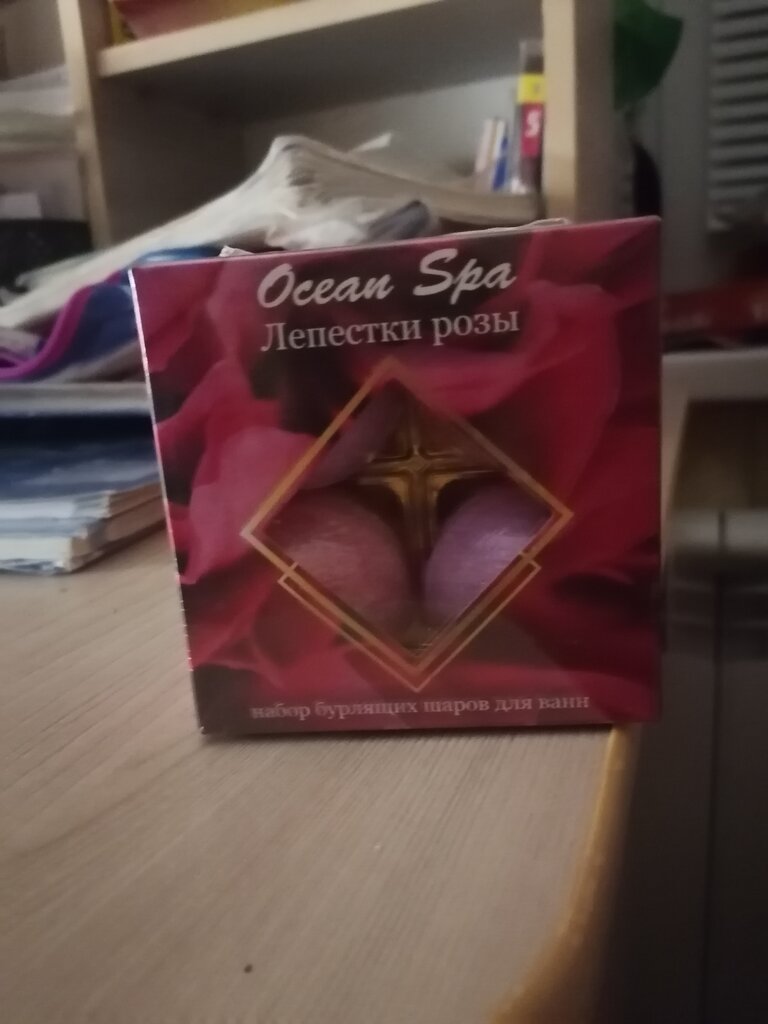 Ocean Spa
Лепестки розы
набор бурлящих шаров для ванн
S